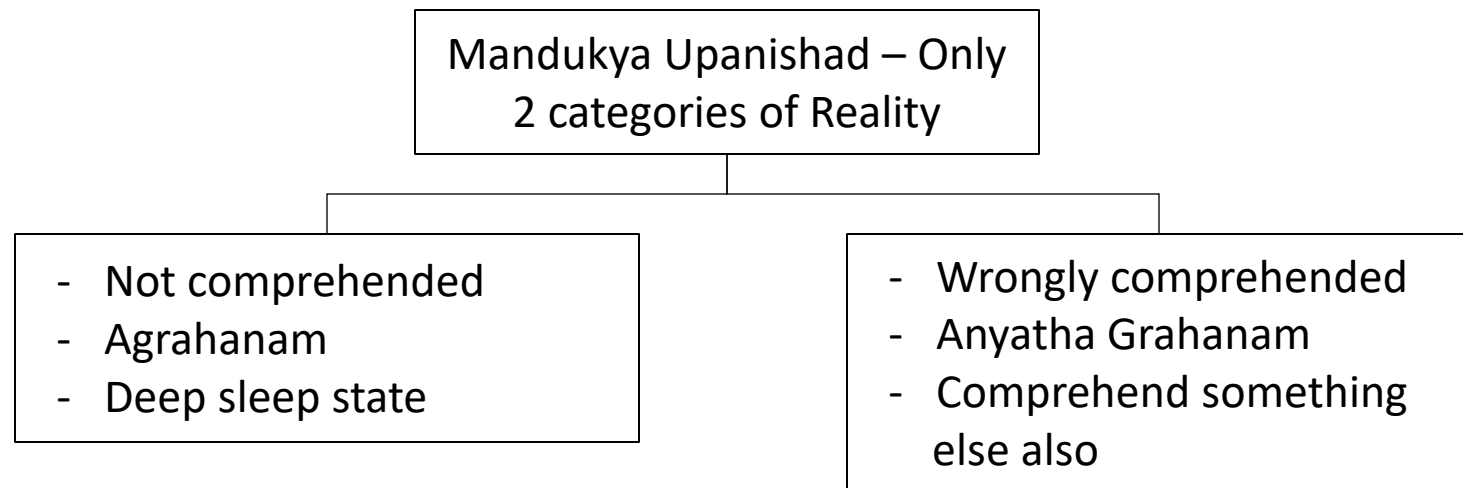 Mandukya Upanishad – Only
2 categories of Reality
- Not comprehended
- Agrahanam
- Deep sleep state
- Wrongly comprehended
- Anyatha Grahanam
- Comprehend something
else also